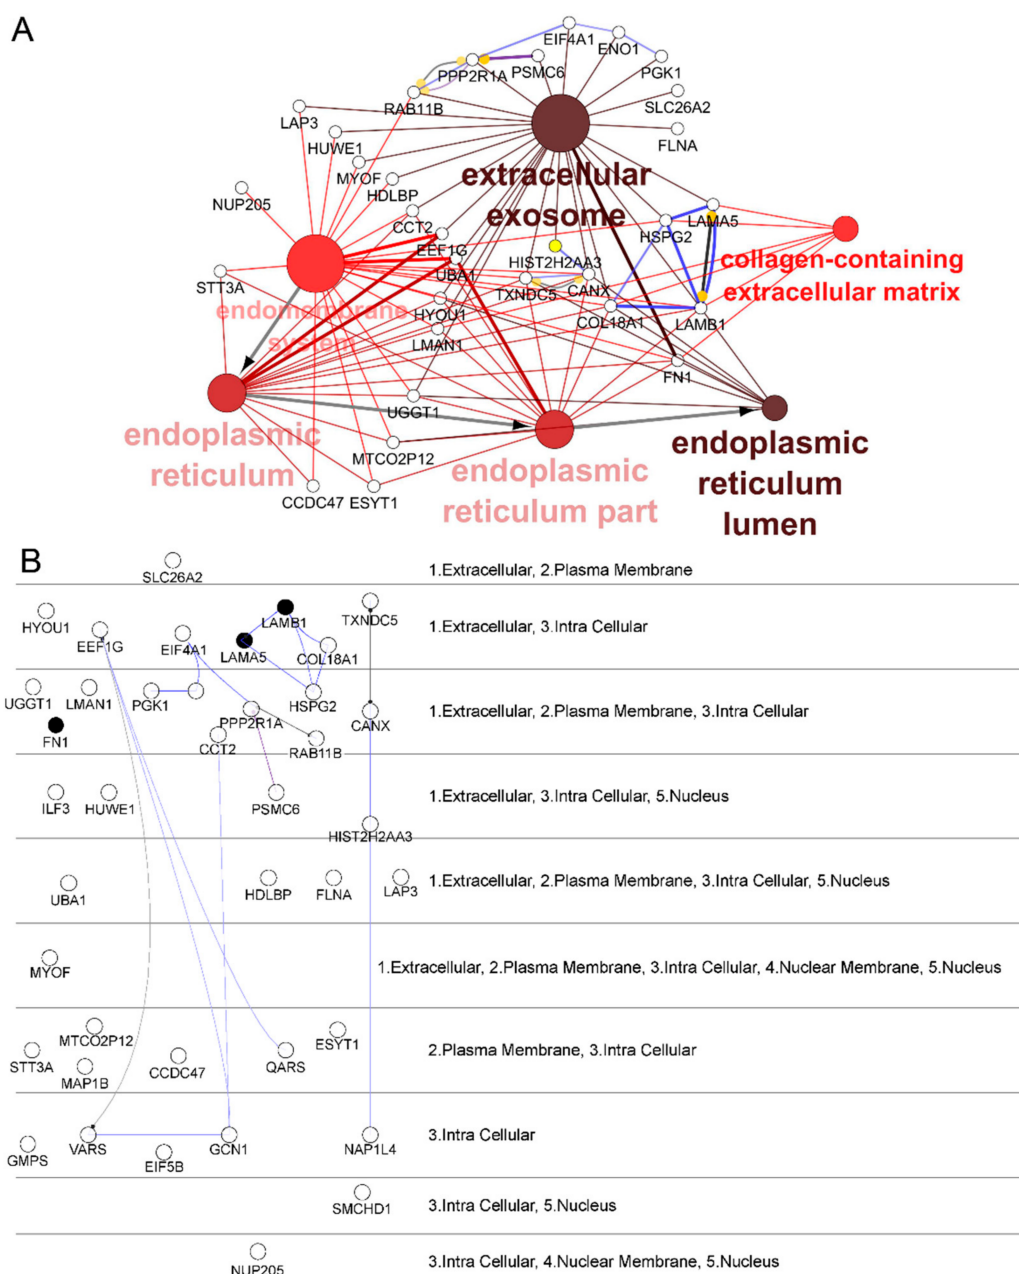 A
EIF4A1
ENO1
PPP2R1A
PSMC6
PGK1
RAB11B
SLC26A2
LAP3
HUWE1
FLNA
MYOF
HDLBP
extracellular
exosome
NUP205
CCT2
LAMA5
HSPG2
EEF1G
UBA1
HIST2H2AA3
collagen-containing
extracellular matrix
STT3A
TXNDC5
CANX
endomembrane
system
HYOU1
COL18A1
LAMB1
LMAN1
FN1
UGGT1
endoplasmic
reticulum
MTCO2P12
endoplasmic
reticulum part
endoplasmic
reticulum
lumen
CCDC47
ESYT1
B
SLC26A2
1.Extracellular, 2.Plasma Membrane
HYOU1
EEF1G
EIF4A1
LAMB1
LAMA5
COL18A1
TXNDC5
1.Extracellular, 3.Intra Cellular
UGGT1
LMAN1
PGK1
HSPG2
PPP2R1A
CANX
FN1
CCT2
RAB11B
1.Extracellular, 2.Plasma Membrane, 3.Intra Cellular
ILF3
HUWE1
PSMC6
HIST2H2AA3
1.Extracellular, 3.Intra Cellular, 5.Nucleus
UBA1
HDLBP
FLNA
LAP3
1.Extracellular, 2.Plasma Membrane, 3.Intra Cellular, 5.Nucleus
MYOF
1.Extracellular, 2.Plasma Membrane, 3.Intra Cellular, 4.Nuclear Membrane, 5.Nucleus
MTCO2P12
STT3A
MAP1B
CCDC47
QARS
ESYT1
2.Plasma Membrane, 3.Intra Cellular
GMPS
VARS
EIF5B
GCN1
NAP1L4
3.Intra Cellular
SMCHD1
3.Intra Cellular, 5.Nucleus
NUP205
3.Intra Cellular, 4.Nuclear Membrane, 5.Nucleus